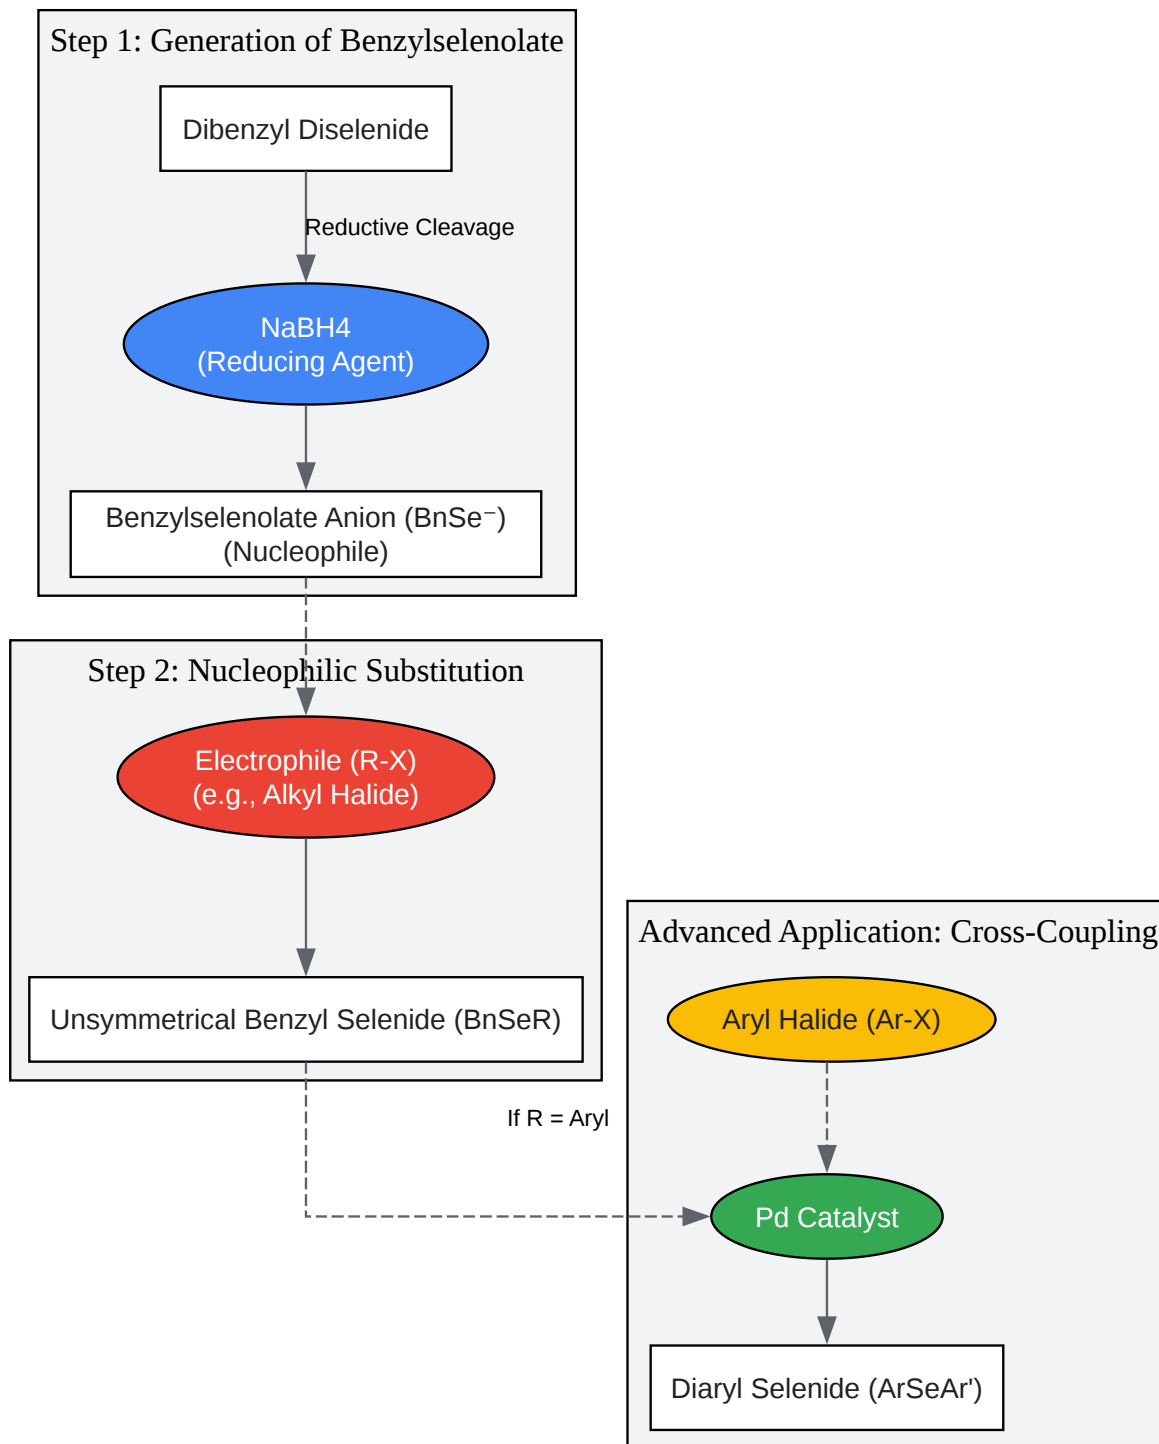 Step 1: Generation of Benzylselenolate
Dibenzyl Diselenide
Reductive Cleavage
NaBH4
(Reducing Agent)
Benzylselenolate Anion (BnSe⁻)
(Nucleophile)
Step 2: Nucleophilic Substitution
Electrophile (R-X)
(e.g., Alkyl Halide)
Unsymmetrical Benzyl Selenide (BnSeR)
If R = Aryl
Advanced Application: Cross-Coupling
Aryl Halide (Ar-X)
Pd Catalyst
Diaryl Selenide (ArSeAr')